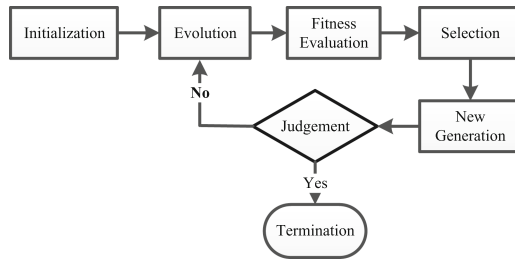 Initialization
Evolution
Fitness
Evaluation
Selection
New
Generation
Judgement
No
Yes
Termination